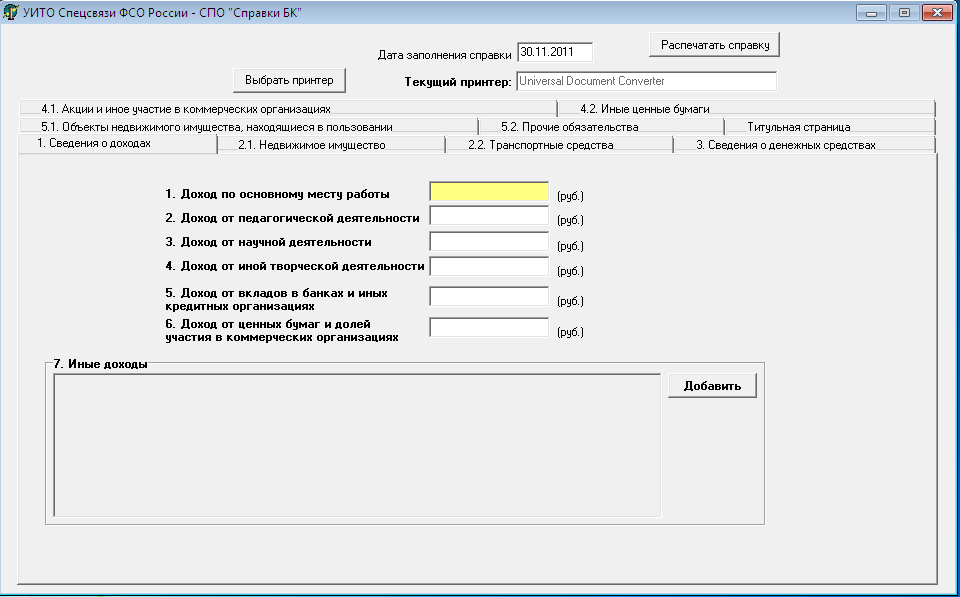 УИТО Спецсвязи ФСО России - СПО "Справки БК"
Дата заполнения справки 30.11.2011 Распечатать справку
Выбрать принтер Текущий принтер: Universal Document Converter
4.1. Акции и иное участие в коммерческих организациях 4.2. Иные ценные бумаги
5.1. Объекты недвижимого имущества, находящиеся в пользовании 5.2. Прочие обязательства Титульная страница
1. Сведения о доходах 2.1. Недвижимое имущество 2.2. Транспортные средства 3. Сведения о денежных средствах
1. Доход по основному месту работы (руб.)
2. Доход от педагогической деятельности (руб.)
3. Доход от научной деятельности (руб.)
4. Доход от иной творческой деятельности (руб.)
5. Доход от вкладов в банках и иных
кредитных организациях (руб.)
6. Доход от ценных бумаг и долей
участия в коммерческих организациях (руб.)
7. Иные доходы
Добавить